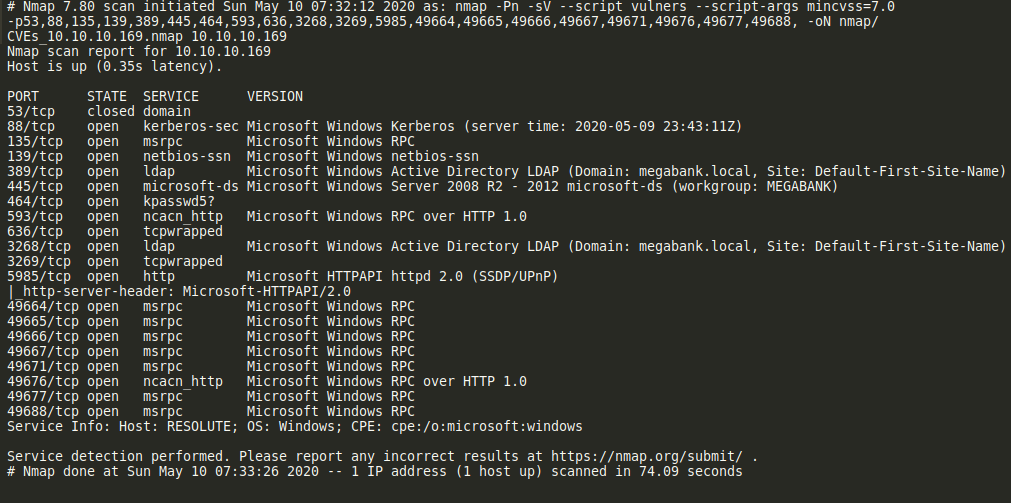 # Nmap 7.80 scan initiated Sun May 10 07:32:12 2020 as: nmap -Pn -sV --script vulners --script-args mincvss=7.0
-p53,88,135,139,389,445,464,593,636,3268,3269,5985,49664,49665,49666,49667,49671,49676,49677,49688, -oN nmap/
CVEs_10.10.10.169.nmap 10.10.10.169
Nmap scan report for 10.10.10.169
Host is up (0.35s latency).

PORT      STATE  SERVICE      VERSION
53/tcp    closed domain
88/tcp    open   kerberos-sec Microsoft Windows Kerberos (server time: 2020-05-09 23:43:11Z)
135/tcp   open   msrpc        Microsoft Windows RPC
139/tcp   open   netbios-ssn  Microsoft Windows netbios-ssn
389/tcp   open   ldap         Microsoft Windows Active Directory LDAP (Domain: megabank.local, Site: Default-First-Site-Name)
445/tcp   open   microsoft-ds Microsoft Windows Server 2008 R2 - 2012 microsoft-ds (workgroup: MEGABANK)
464/tcp   open   kpasswd5?
593/tcp   open   ncacn_http   Microsoft Windows RPC over HTTP 1.0
636/tcp   open   tcpwrapped
3268/tcp  open   ldap         Microsoft Windows Active Directory LDAP (Domain: megabank.local, Site: Default-First-Site-Name)
3269/tcp  open   tcpwrapped
5985/tcp  open   http         Microsoft HTTPAPI httpd 2.0 (SSDP/UPnP)
|_http-server-header: Microsoft-HTTPAPI/2.0
49664/tcp open   msrpc        Microsoft Windows RPC
49665/tcp open   msrpc        Microsoft Windows RPC
49666/tcp open   msrpc        Microsoft Windows RPC
49667/tcp open   msrpc        Microsoft Windows RPC
49671/tcp open   msrpc        Microsoft Windows RPC
49676/tcp open   ncacn_http   Microsoft Windows RPC over HTTP 1.0
49677/tcp open   msrpc        Microsoft Windows RPC
49688/tcp open   msrpc        Microsoft Windows RPC
Service Info: Host: RESOLUTE; OS: Windows; CPE: cpe:/o:microsoft:windows

Service detection performed. Please report any incorrect results at https://nmap.org/submit/ .
# Nmap done at Sun May 10 07:33:26 2020 -- 1 IP address (1 host up) scanned in 74.09 seconds